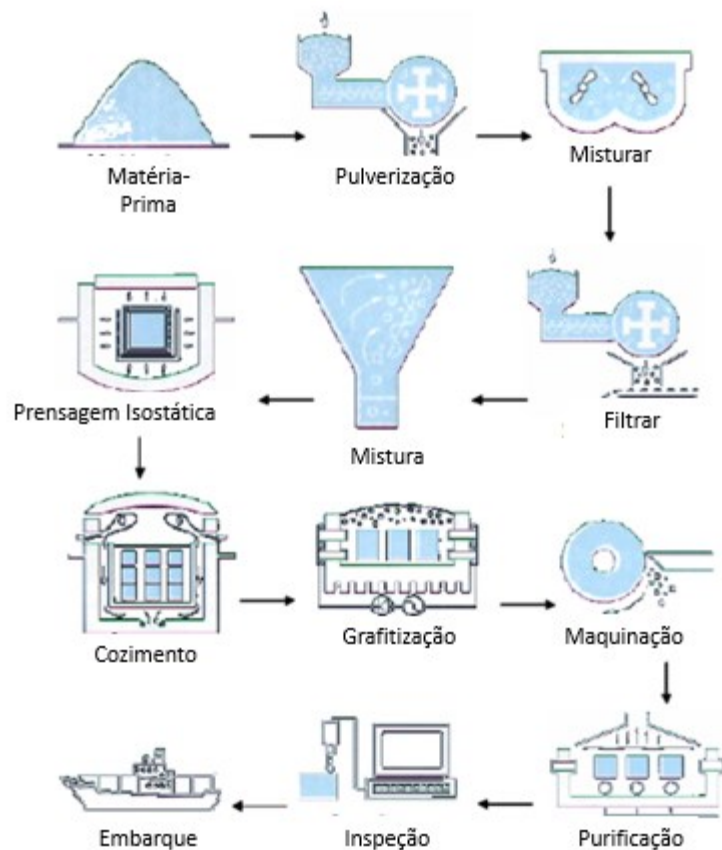 Matéria-
Prima
Pulverização
Misturar
Filtrar
Mistura
Prensagem Isostática
Cozimento
Grafitização
Maquinação
Purificação
Inspeção
Embarque